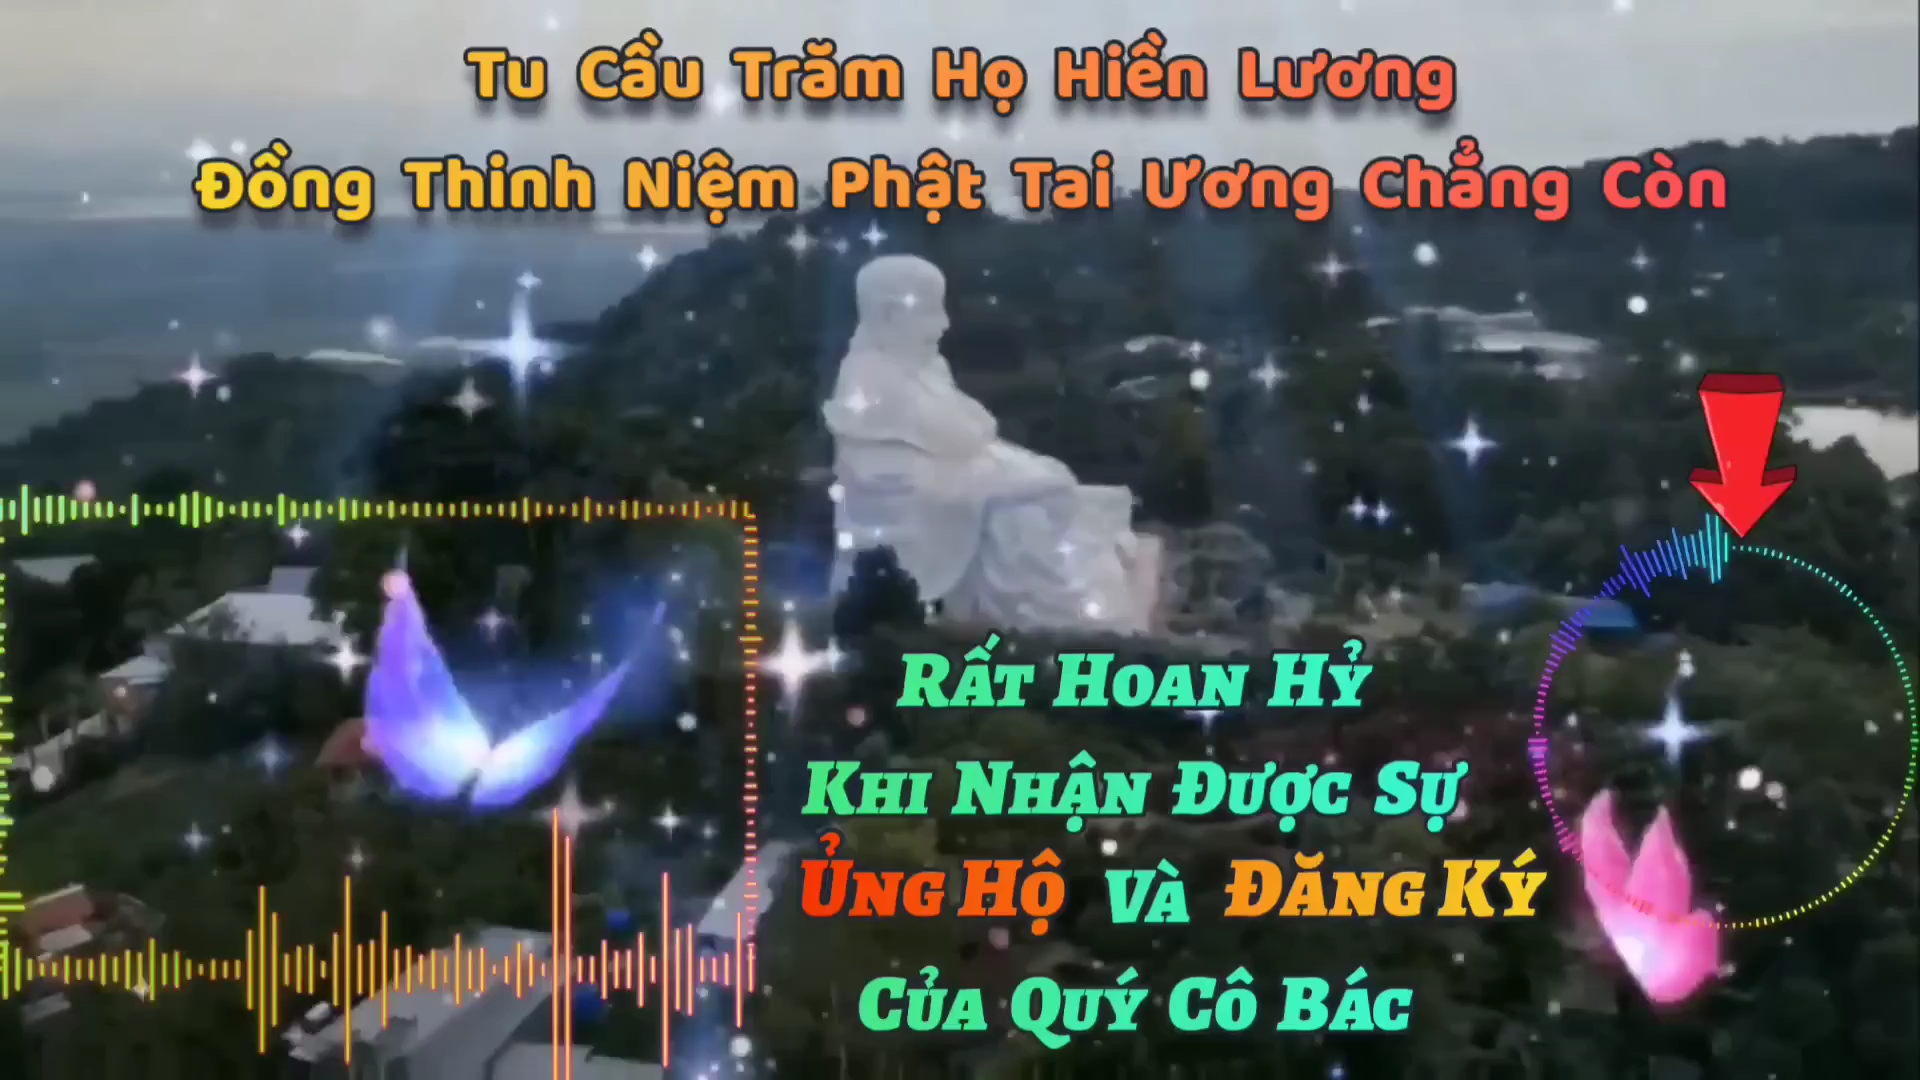 Tu Cầu Trăm Họ Hiền Lương
Đồng Thinh Niệm Phật Tai Ương Chẳng Còn
Rất Hoan Hỷ
Khi Nhận Được Sự
Ủng Hộ Và Đăng Ký
Của Quý Cô Bác